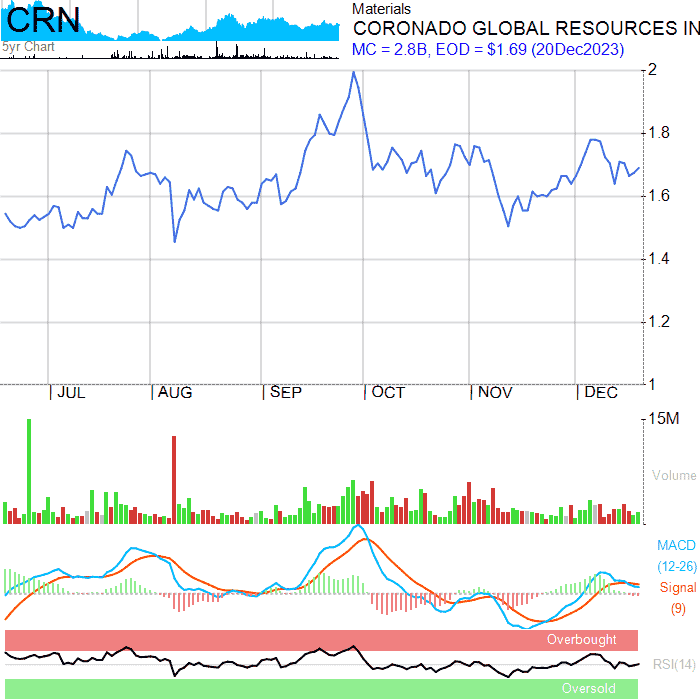 CRN
5yr Chart
Materials
CORONADO GLOBAL RESOURCES IN
MC = 2.8B, EOD = $1.69 (20Dec2023)
2
1.8
1.6
1.4
1.2
1
JUL
AUG
SEP
OCT
NOV
DEC
15M
Volume
MACD
(12-26)
Signal
(9)
Overbought
RSI(14)
Oversold